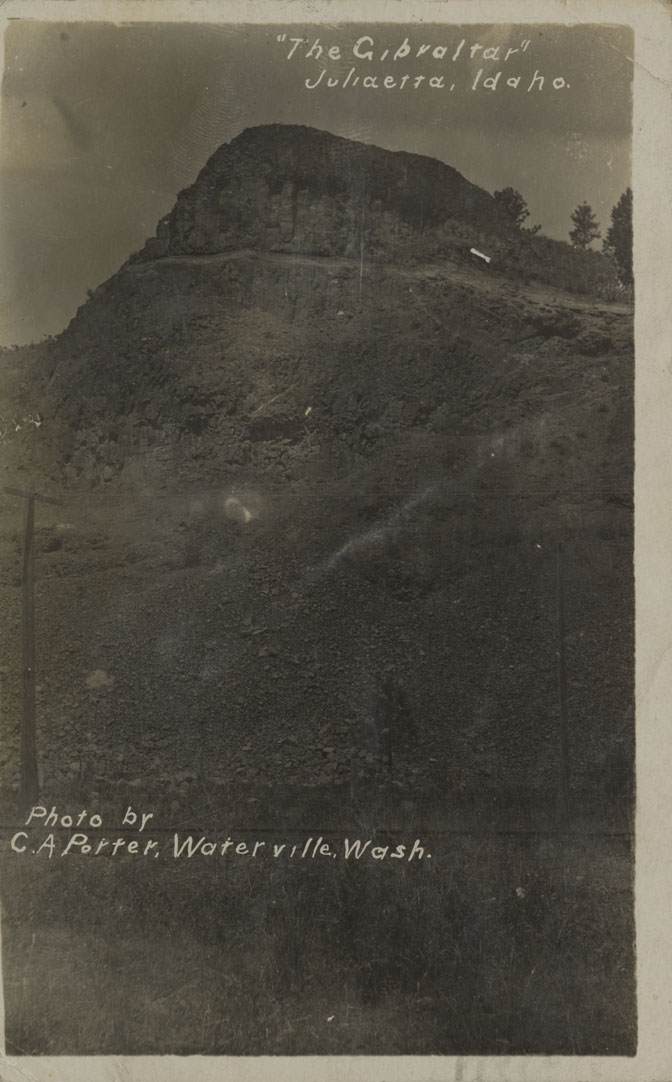 "The Gibraltar"
Juliaetta, Idaho.
Photo by
C.A Porter, Waterville, Wash.